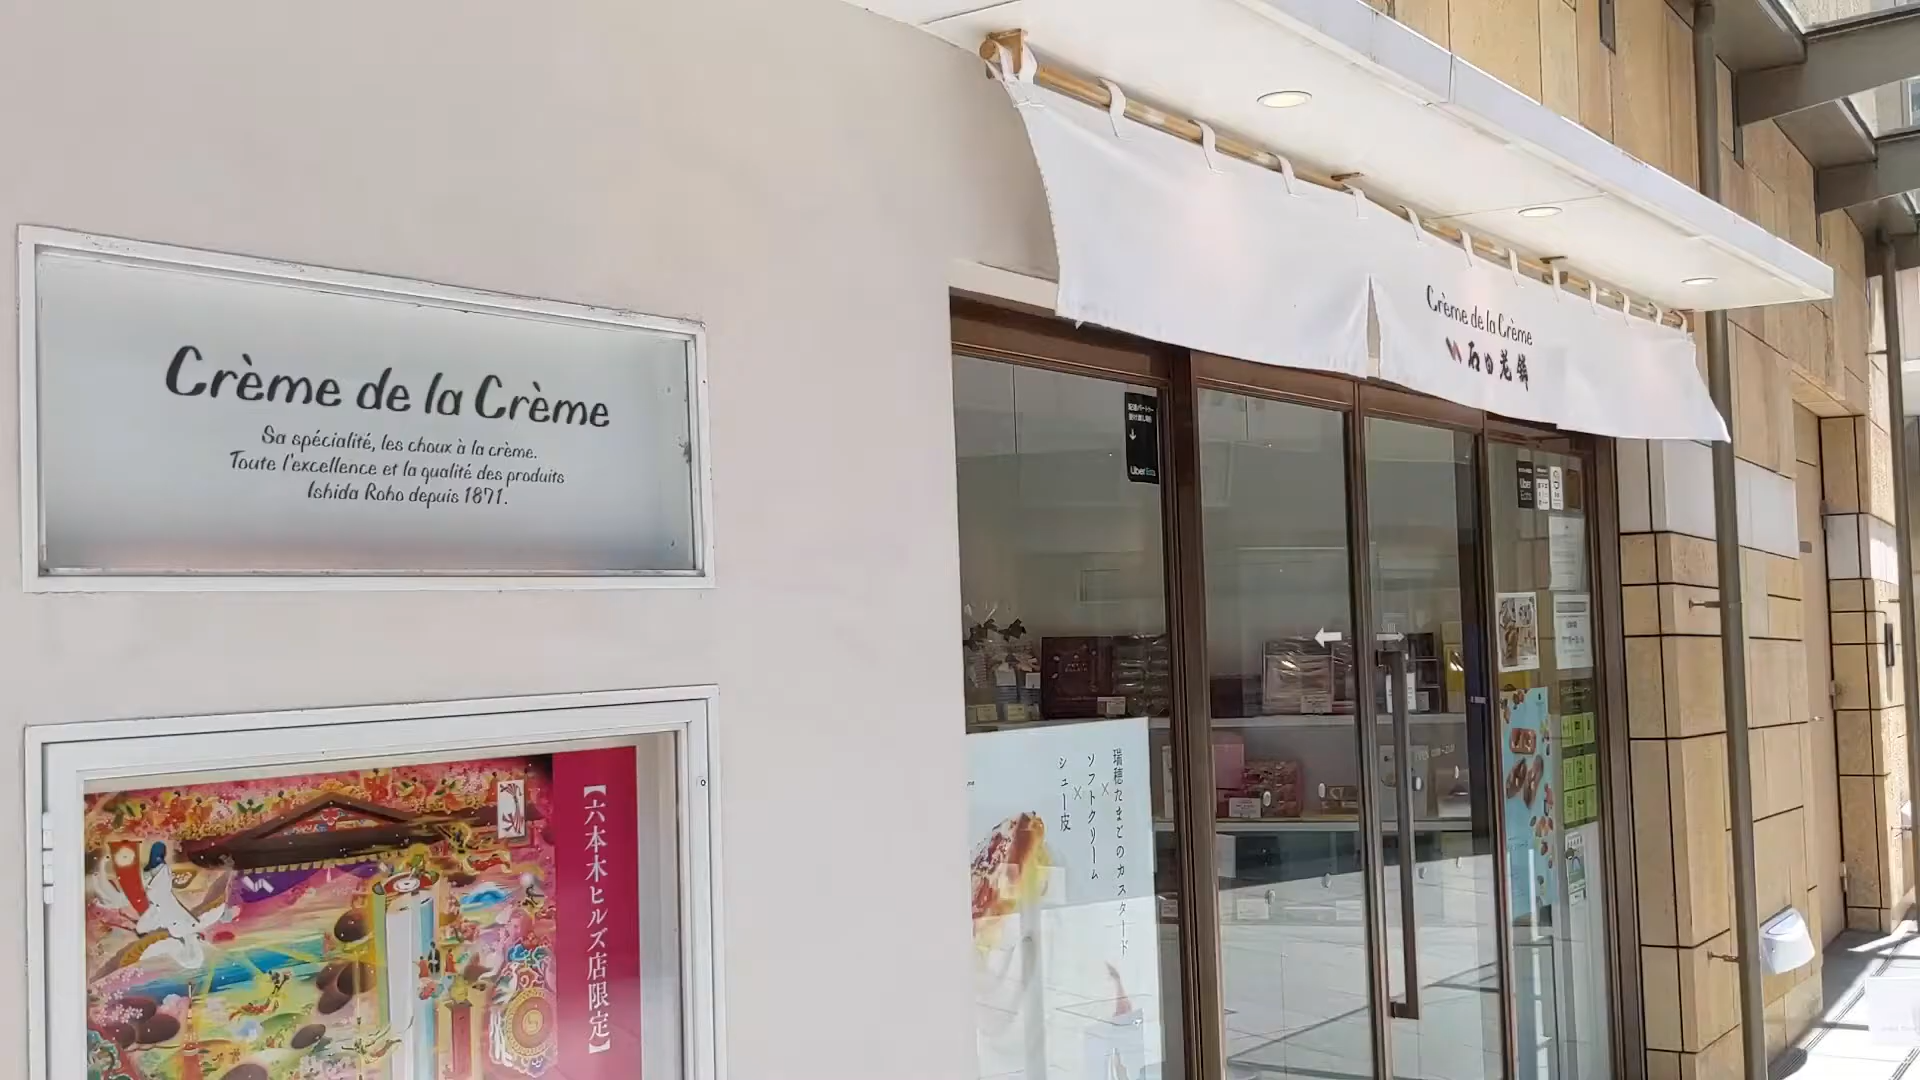 Crème de la Crème
Sa spécialité, les choux à la crème.
Toute l'excellence et la qualité des produits
Ishida Roho depuis 1871.
【六本木ヒルズ店限定】
Crème de la Crème
石田老舗
Uber Eats
Uber
Eats
瑞穂たまごのカスタード
×
ソフトクリーム
×
シュー皮